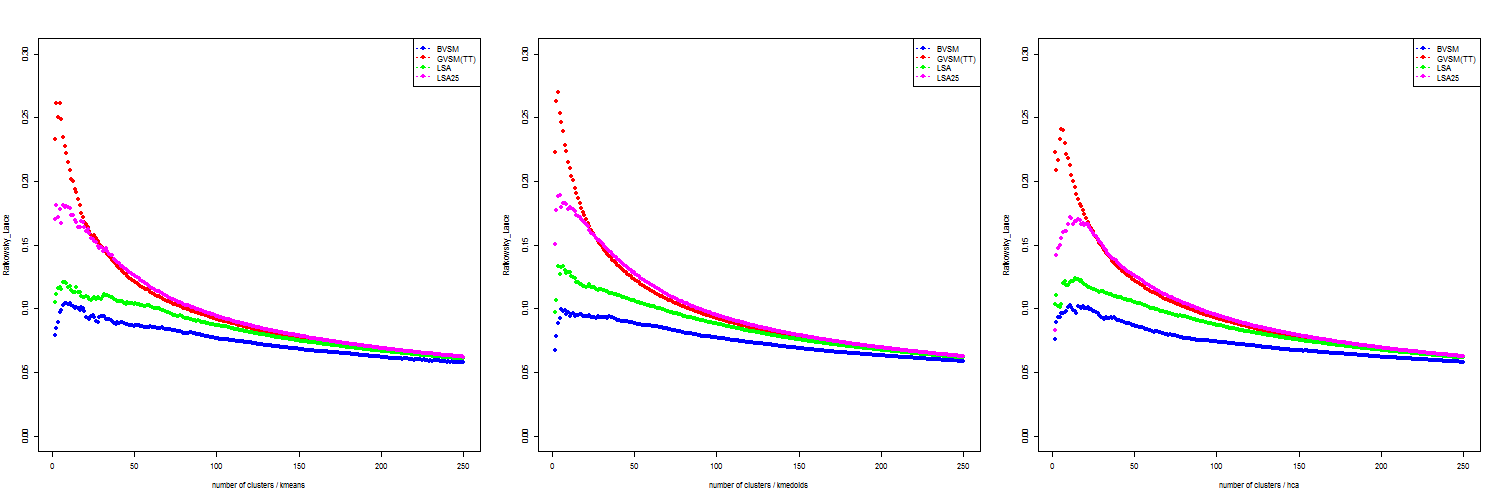 BVSM
GVSM(TT)
LSA
LSA25
0.30
0.25
0.20
0.15
0.10
0.05
0.00
Ratkowsky_Lance
0 50 100 150 200 250
number of clusters / kmeans
BVSM
GVSM(TT)
LSA
LSA25
0.30
0.25
0.20
0.15
0.10
0.05
0.00
Ratkowsky_Lance
0 50 100 150 200 250
number of clusters / kmedoids
BVSM
GVSM(TT)
LSA
LSA25
0.30
0.25
0.20
0.15
0.10
0.05
0.00
Ratkowsky_Lance
0 50 100 150 200 250
number of clusters / hca